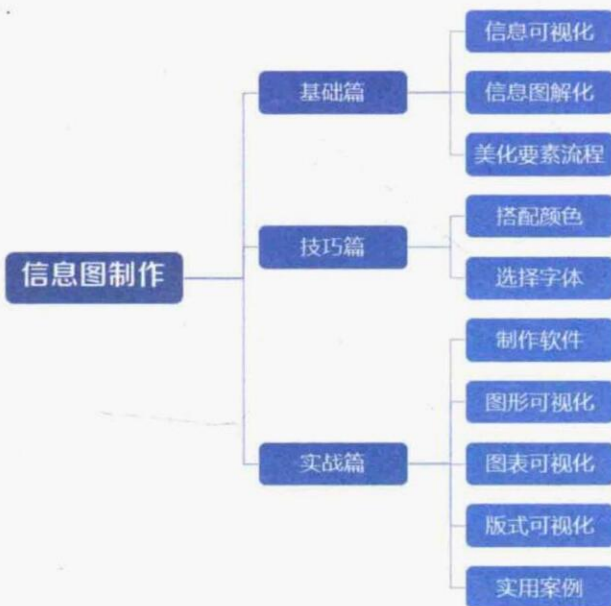 信息图制作
基础篇
信息可视化
信息图解化
美化要素流程
技巧篇
搭配颜色
选择字体
实战篇
制作软件
图形可视化
图表可视化
版式可视化
实用案例